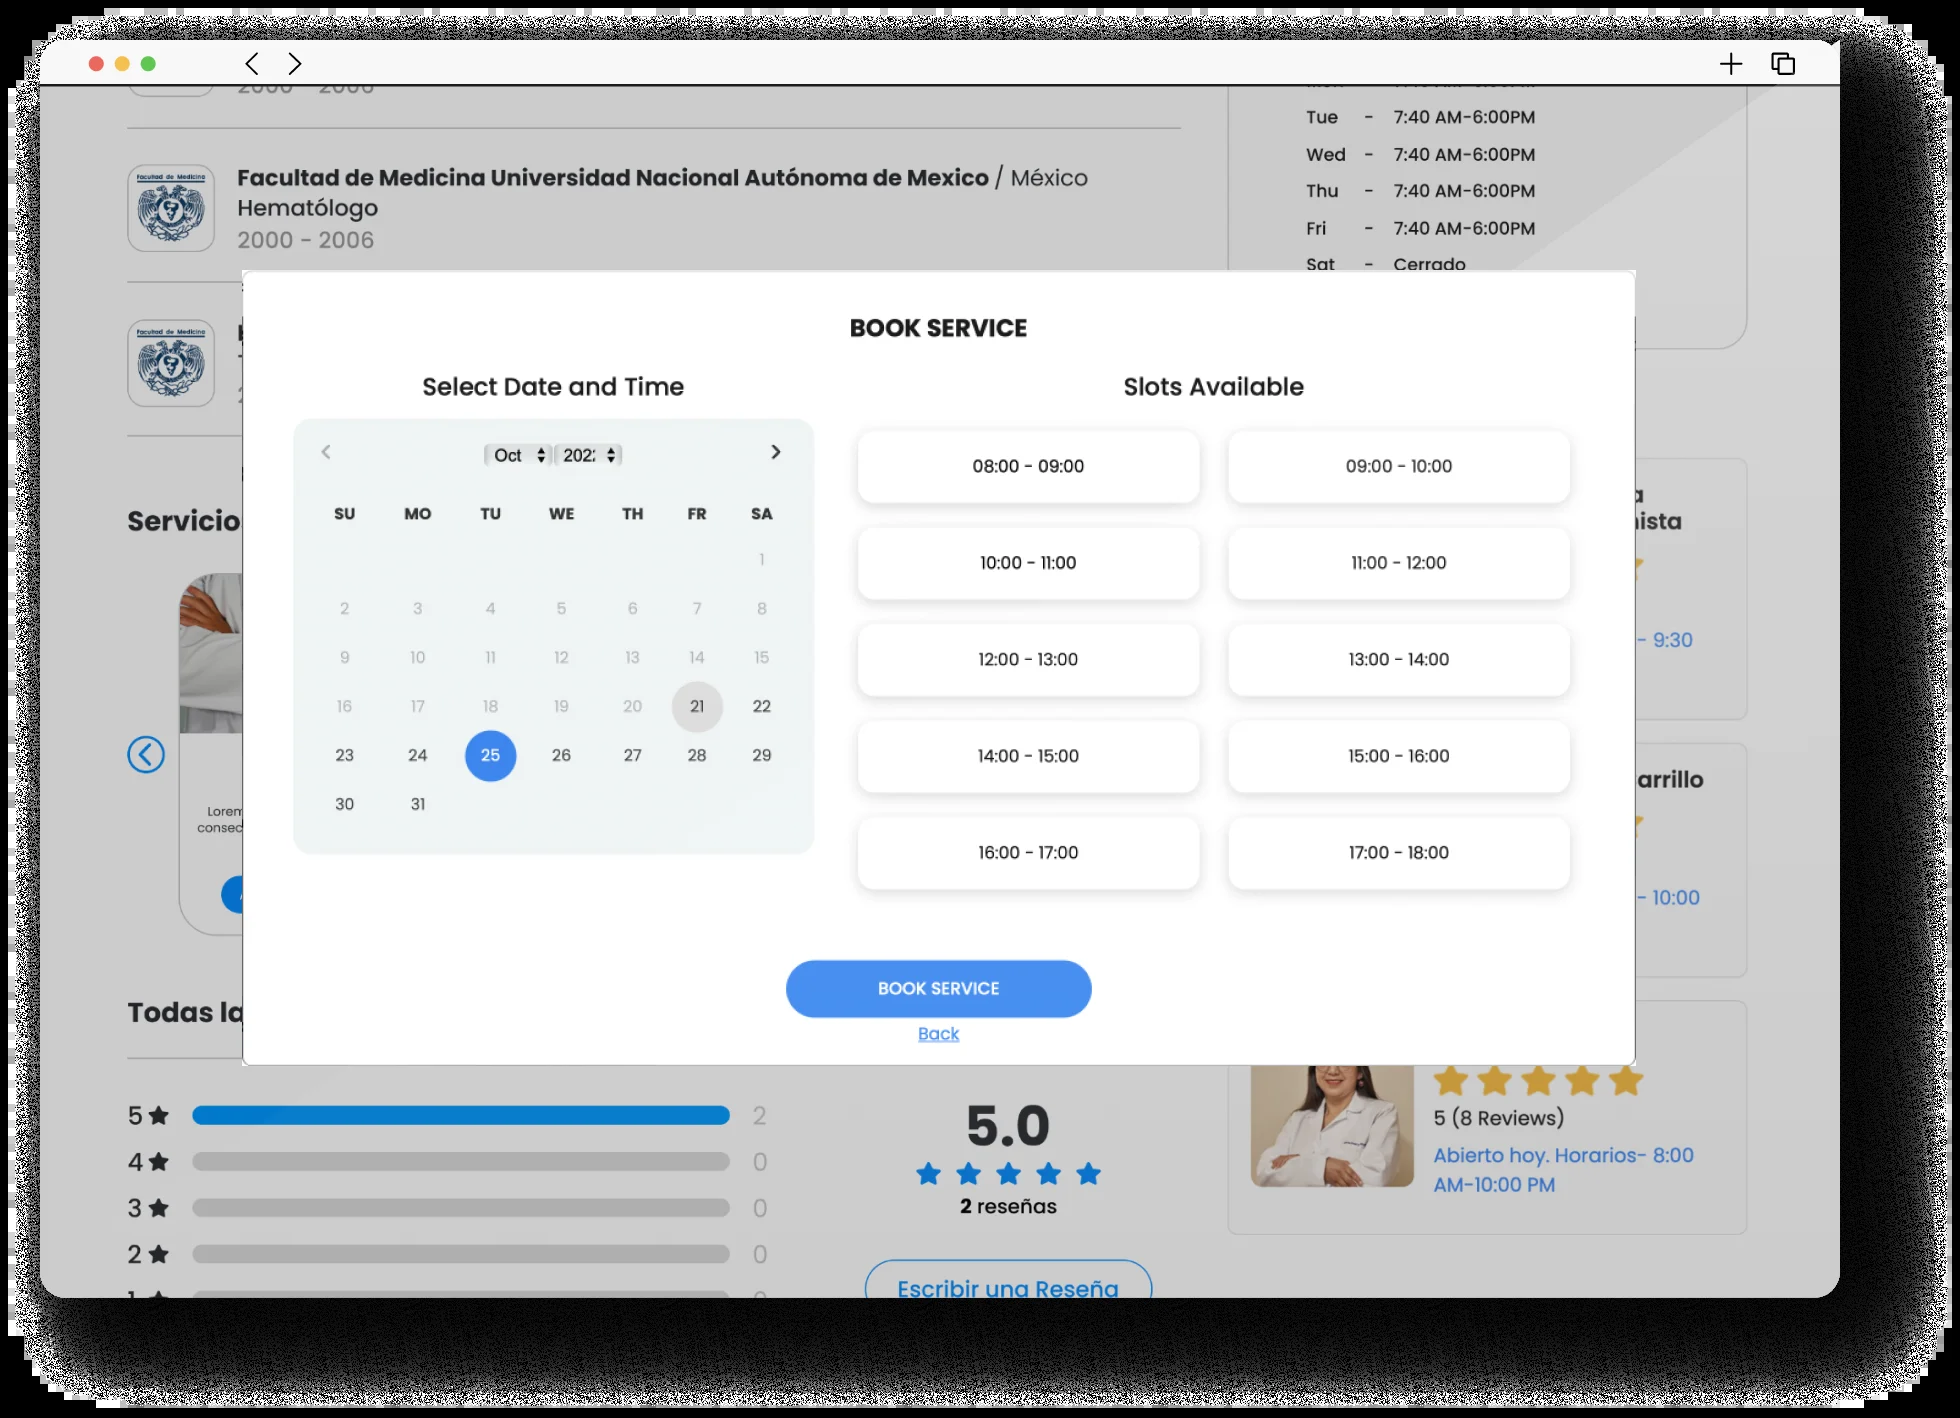 2000 - 2006
Tue - 7:40 AM-6:00PM
Wed - 7:40 AM-6:00PM
Thu - 7:40 AM-6:00PM
Fri - 7:40 AM-6:00PM
Sat - Cerrado
Facultad de Medicina
Facultad de Medicina Universidad Nacional Autónoma de Mexico / México
Hematólogo
2000 - 2006
Facultad de Medicina
BOOK SERVICE
Select Date and Time
Oct 202
SU MO TU WE TH FR SA
1
2 3 4 5 6 7 8
9 10 11 12 13 14 15
16 17 18 19 20 21 22
23 24 25 26 27 28 29
30 31
Slots Available
08:00 - 09:00
09:00 - 10:00
10:00 - 11:00
11:00 - 12:00
12:00 - 13:00
13:00 - 14:00
14:00 - 15:00
15:00 - 16:00
16:00 - 17:00
17:00 - 18:00
BOOK SERVICE
Back
Servicio
Lorem
consec
Todas la
ista
- 9:30
arrillo
- 10:00
5 ★ 2
4 ★ 0
3 ★ 0
2 ★ 0
5.0
2 reseñas
Escribir una Reseña
5 (8 Reviews)
Abierto hoy. Horarios- 8:00
AM-10:00 PM